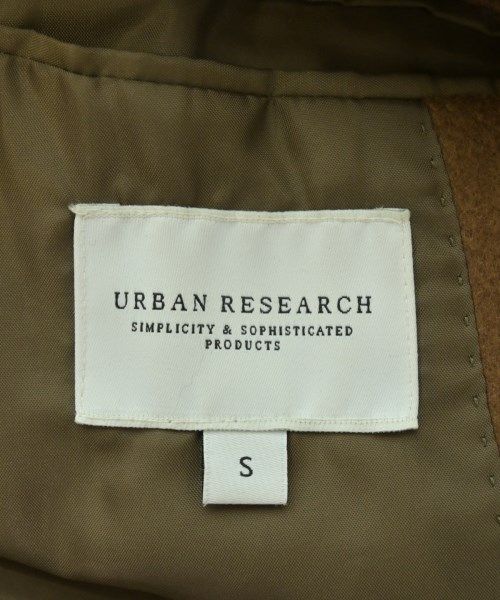 URBAN RESEARCH
SIMPLICITY & SOPHISTICATED
PRODUCTS
S